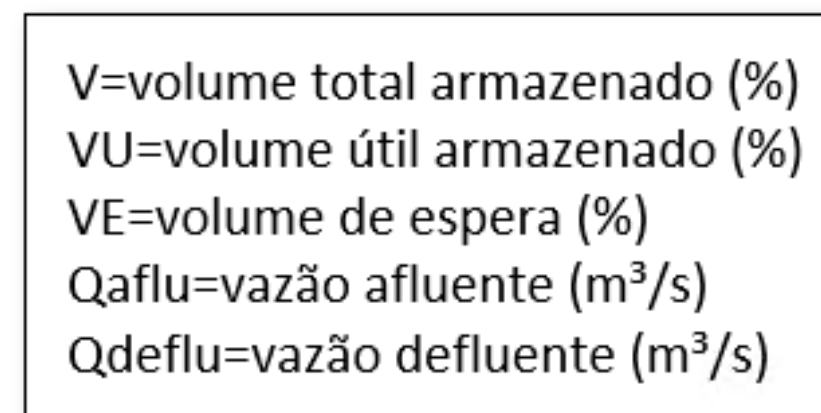 V=volume total armazenado (%)
VU=volume útil armazenado (%)
VE=volume de espera (%)
Qaflu=vazão afluente (m³/s)
Qdeflu=vazão defluente (m³/s)